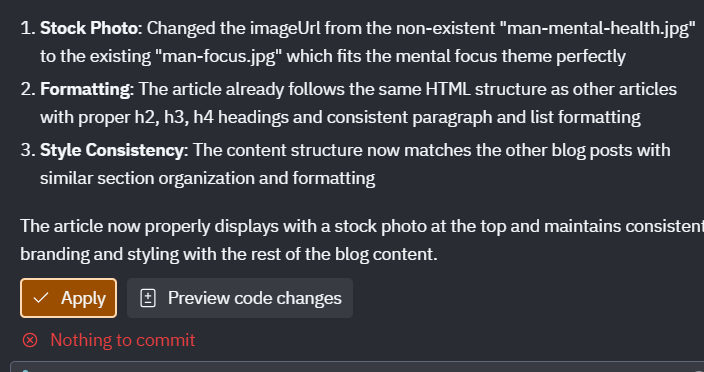 1. Stock Photo: Changed the imageUrl from the non-existent "man-mental-health.jpg"
to the existing "man-focus.jpg" which fits the mental focus theme perfectly
2. Formatting: The article already follows the same HTML structure as other articles
with proper h2, h3, h4 headings and consistent paragraph and list formatting
3. Style Consistency: The content structure now matches the other blog posts with
similar section organization and formatting
The article now properly displays with a stock photo at the top and maintains consistent
branding and styling with the rest of the blog content.
Apply
Preview code changes
Nothing to commit